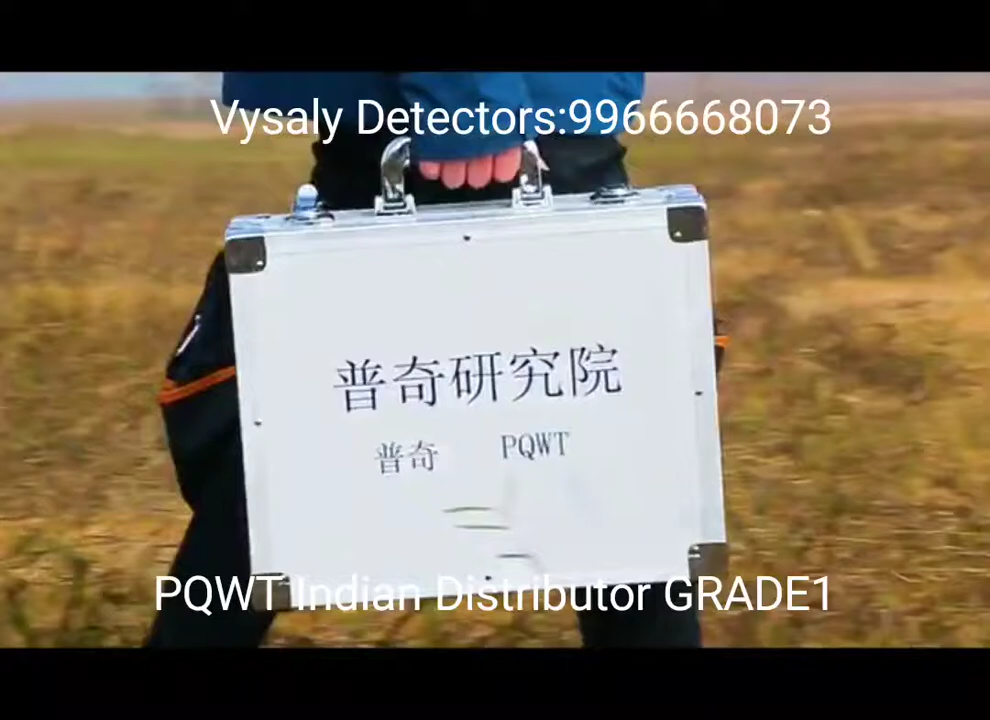 Vysaly Detectors:9966668073
普奇研究院
普奇 PQWT
PQWT Indian Distributor GRADE1